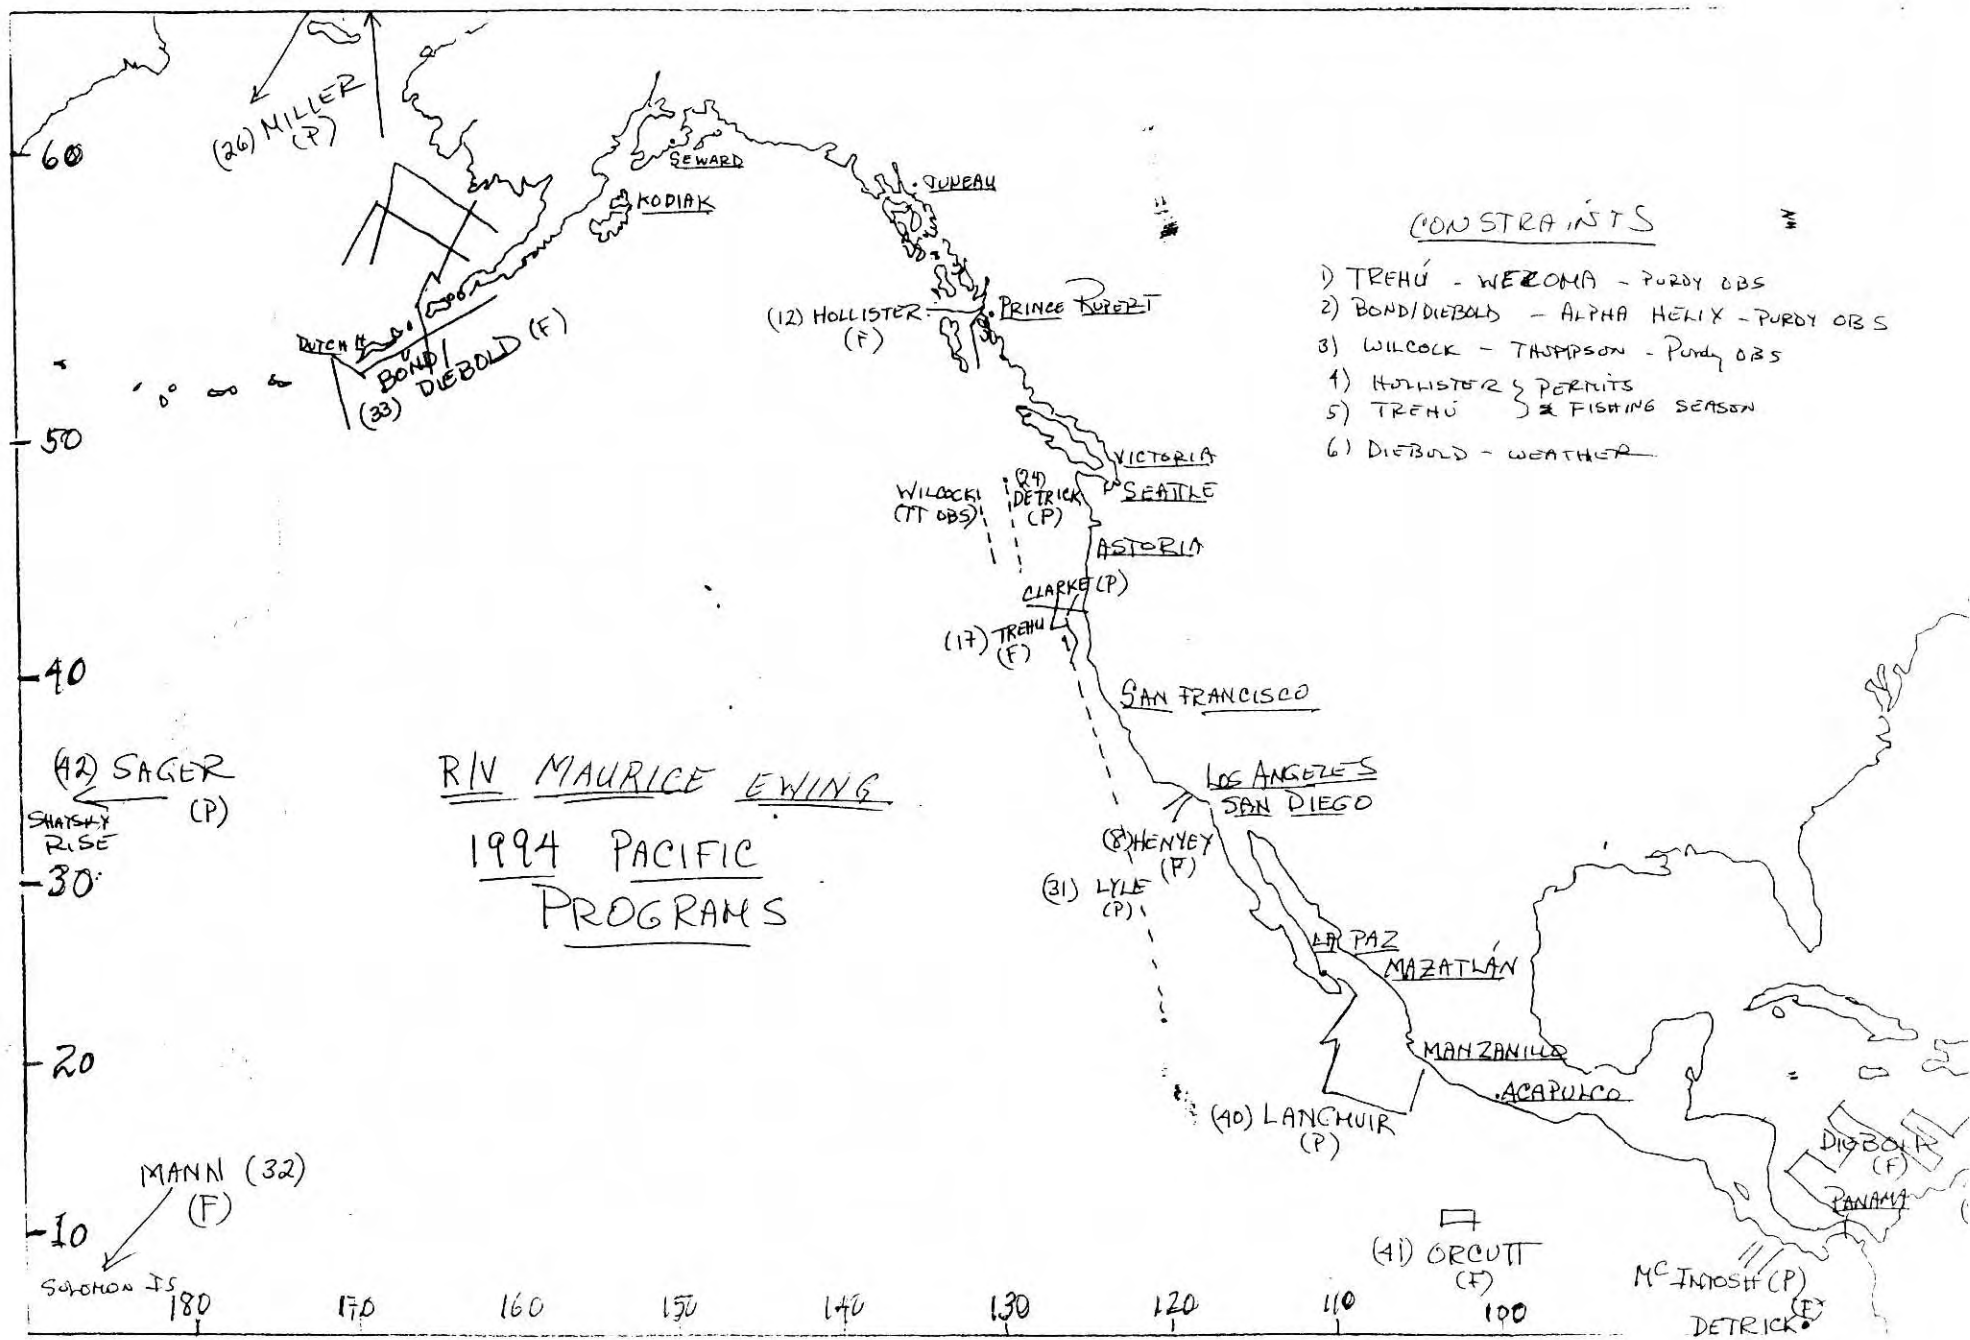 (26) MILLER
(P)
60
SEWARD
KODIAK
JUNEAU
CONSTRAINTS
1) TREHÚ - WECOMA - PURDY OBS
2) BOND/DIEBOLD - ALPHA HELIX - PURDY OBS
3) WILCOCK - THOMPSON - Purdy OBS
4) HOLLISTER } PERMITS
5) TREHÚ } & FISHING SEASON
6) DIEBOLD - WEATHER
(12) HOLLISTER
(F)
PRINCE RUPERT
DUTCH H
BOND/
DIEBOLD (F)
(33)
50
VICTORIA
SEATTLE
WILCOCK
(TT OBS)
(24)
DETRICK
(P)
ASTORIA
CLARKE (P)
(17) TREHU
(F)
40
SAN FRANCISCO
(42) SAGER
(P)
SHATSKY
RISE
R/V MAURICE EWING
1994 PACIFIC
PROGRAMS
LOS ANGELES
SAN DIEGO
(8) HENYEY
(F)
(31) LYLE
(P)
30
LA PAZ
MAZATLÁN
20
MANZANILLO
ACAPULCO
(40) LANGMUIR
(P)
DIEBOLD
(F)
PANAMA
MANN (32)
(F)
10
SOLOMON IS
(41) ORCUTT
(F)
McINTOSH (P)
DETRICK (F)
180 170 160 150 140 130 120 110 100